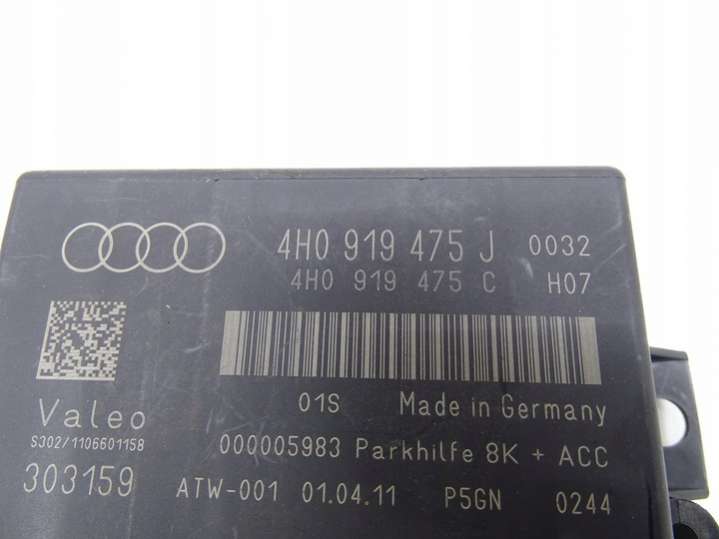 4H0 919 475 J 0032
4H0 919 475 C H07
01S Made in Germany
Valeo
S302/1106601158
000005983 Parkhilfe 8K + ACC
303159
ATW-001 01.04.11 P5GN 0244